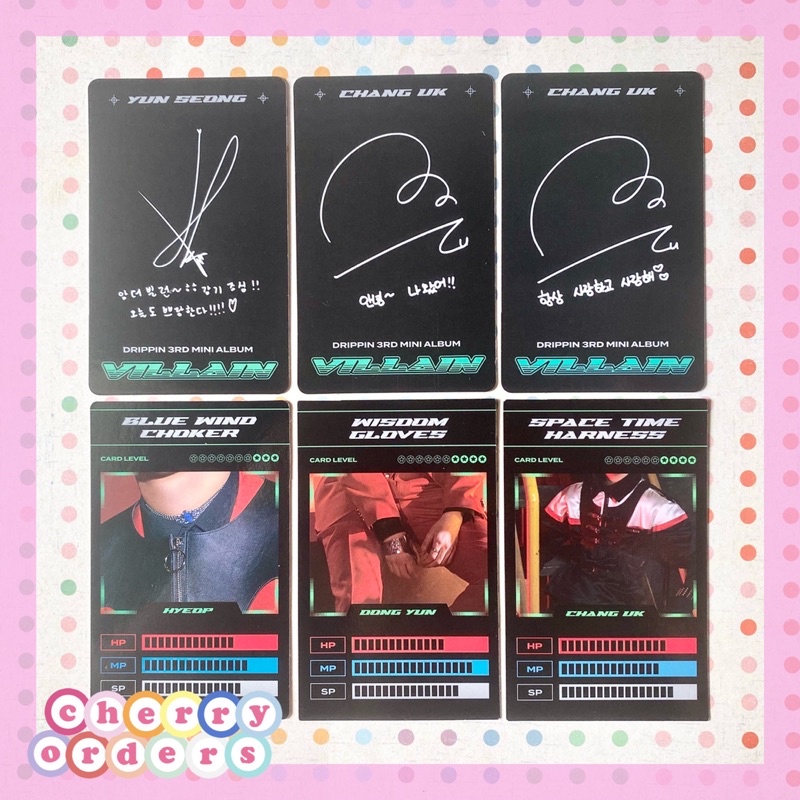 YUN SEONG
앙더 빌런~ 감기 조심!!
오늘도 빤랑한다!!!!♡
DRIPPIN 3RD MINI ALBUM
VILLAIN
CHANG UK
안녕~ 나 왔어!!
DRIPPIN 3RD MINI ALBUM
VILLAIN
CHANG UK
항상 사랑하고 사랑해♡♡
DRIPPIN 3RD MINI ALBUM
VILLAIN
BLUE WIND
CHOKER
CARD LEVEL
HYEOP
HP
MP
SP
WISDOM
GLOVES
CARD LEVEL
DONG YUN
HP
MP
SP
SPACE TIME
HARNESS
CARD LEVEL
CHANG UK
HP
MP
SP
cherry
orders